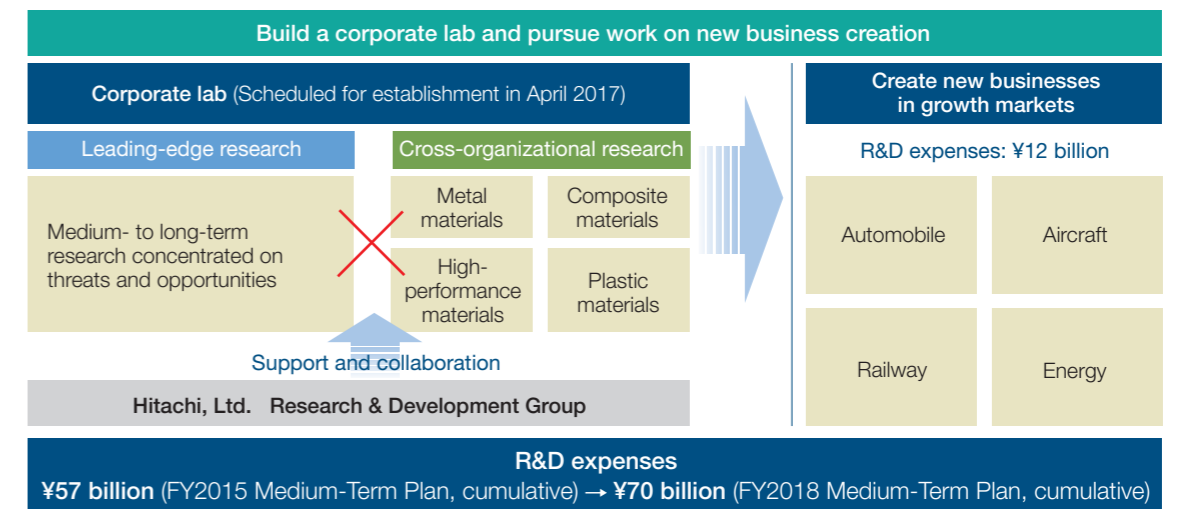 Build a corporate lab and pursue work on new business creation
Corporate lab (Scheduled for establishment in April 2017)
Leading-edge research
Cross-organizational research
Medium- to long-term
research concentrated on
threats and opportunities
Metal
materials
Composite
materials
High-
performance
materials
Plastic
materials
Support and collaboration
Hitachi, Ltd. Research & Development Group
Create new businesses
in growth markets
R&D expenses: ¥12 billion
Automobile
Aircraft
Railway
Energy
R&D expenses
¥57 billion (FY2015 Medium-Term Plan, cumulative) → ¥70 billion (FY2018 Medium-Term Plan, cumulative)